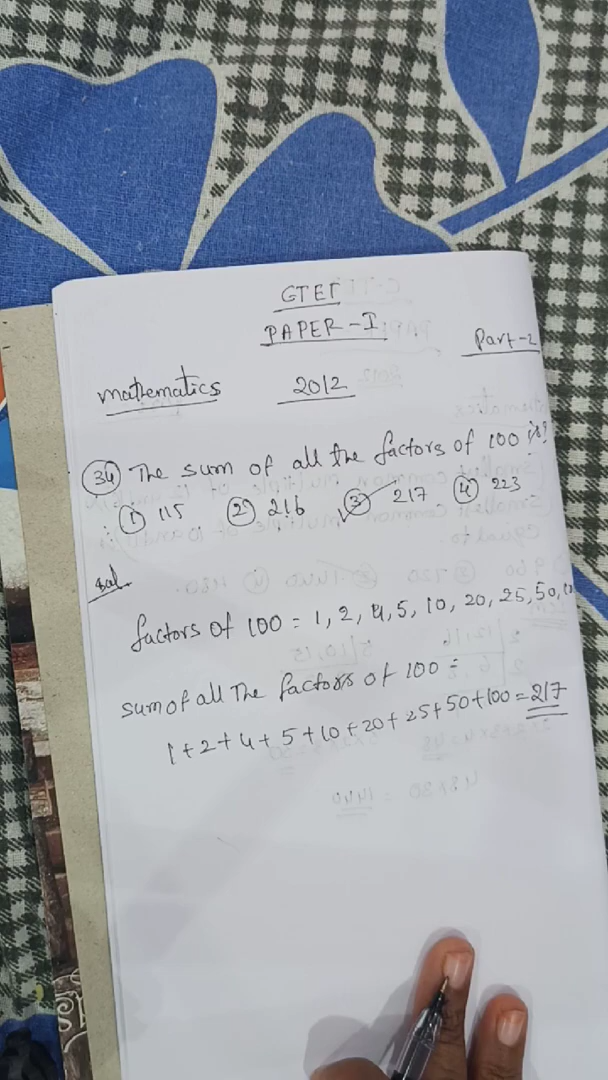 CTET
PAPER-I
Part-2
mathematics 2012
34 The sum of all the factors of 100 is?
1 115 2 216 3 217 4 223
Sol
factors of 100 = 1, 2, 4, 5, 10, 20, 25, 50,
sum of all The factors of 100 =
1+2+4+5+10+20+25+50+100=217